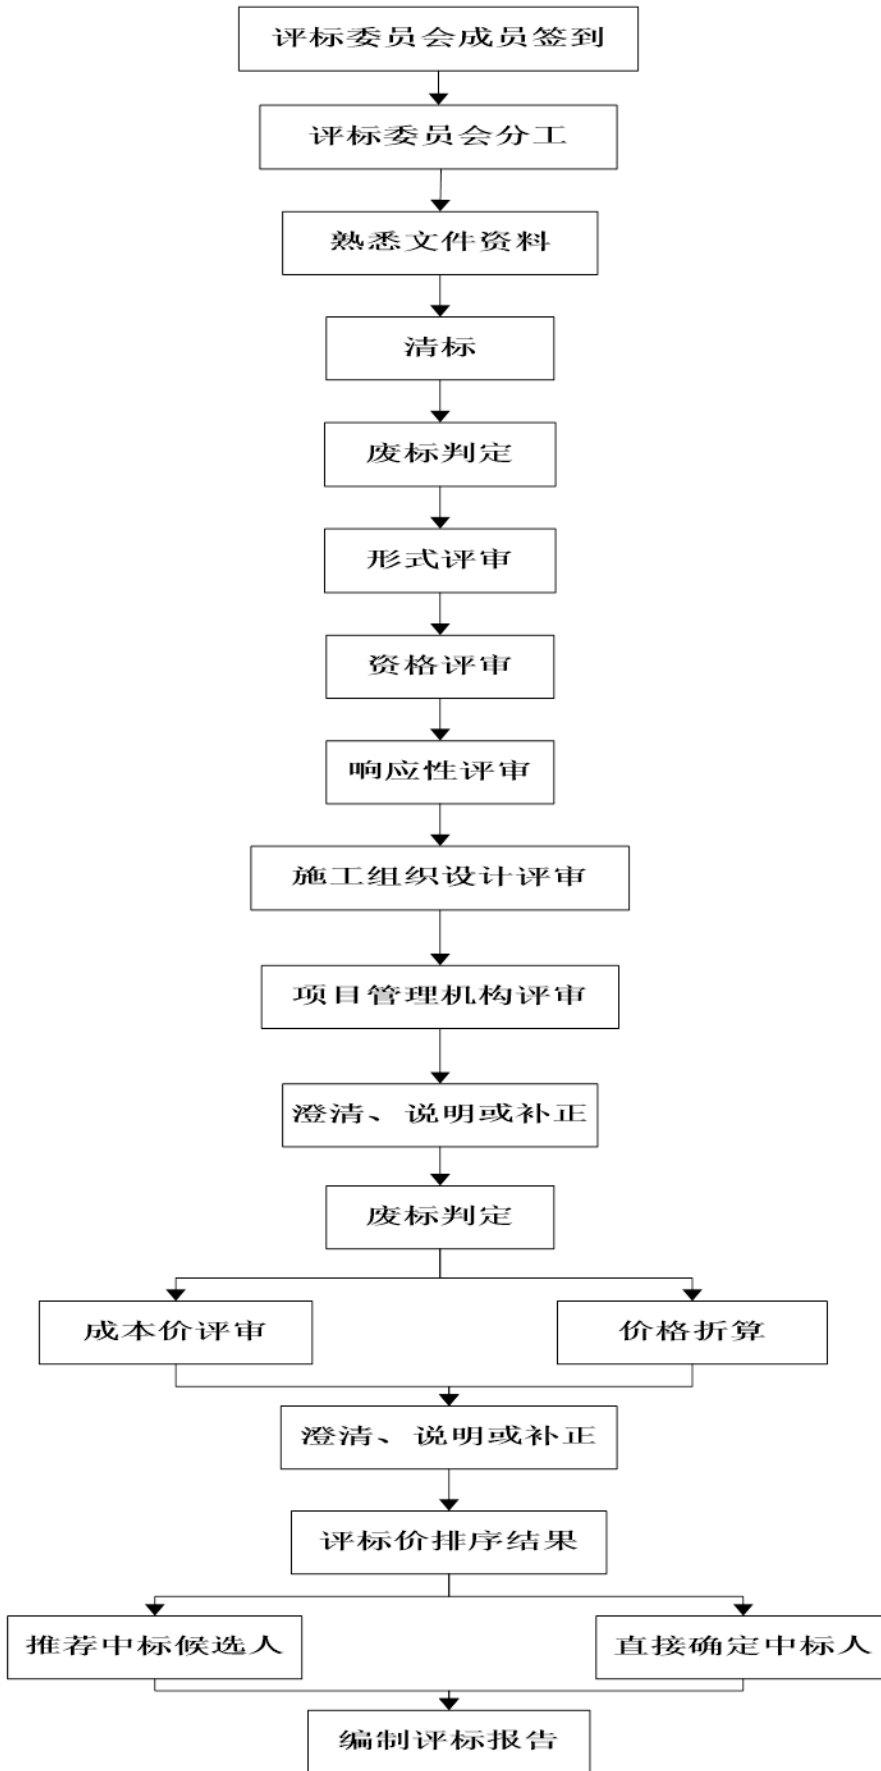 评标委员会成员签到
评标委员会分工
熟悉文件资料
清标
废标判定
形式评审
资格评审
响应性评审
施工组织设计评审
项目管理机构评审
澄清、说明或补正
废标判定
成本价评审
价格折算
澄清、说明或补正
评标价排序结果
推荐中标候选人
直接确定中标人
编制评标报告